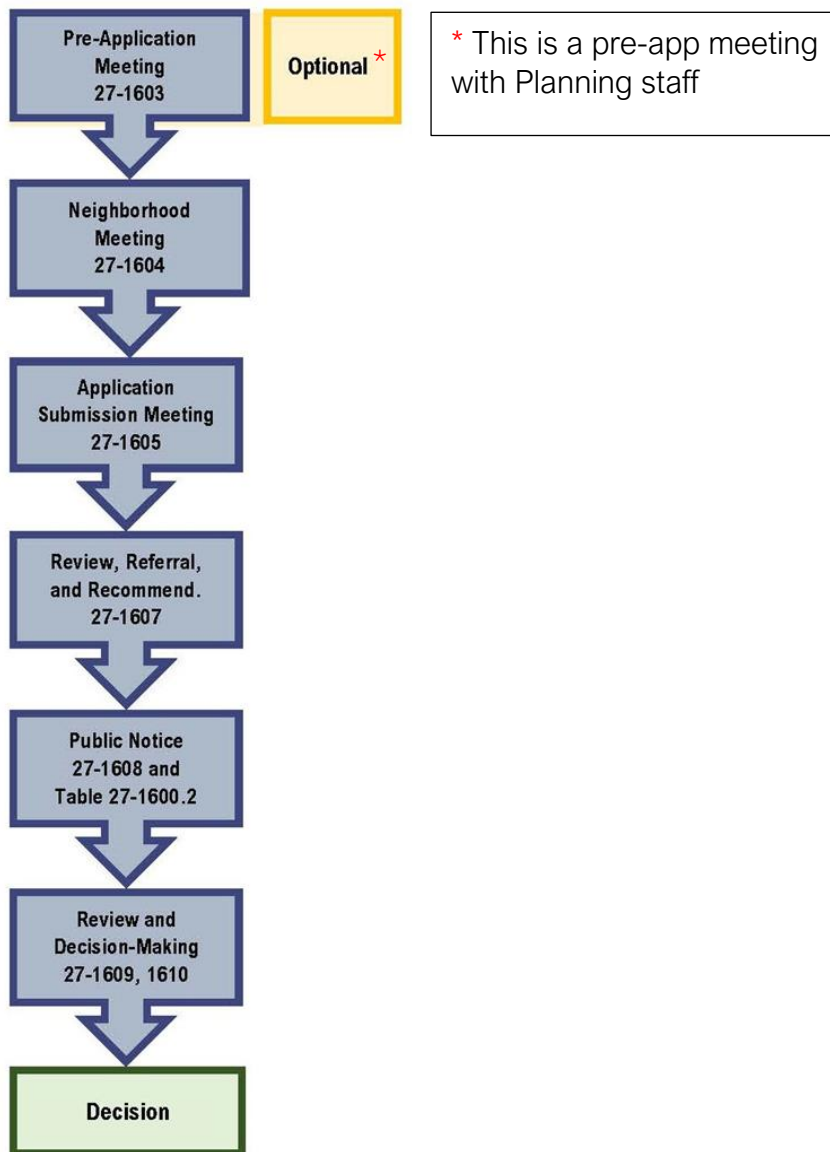 Pre-Application
Meeting
27-1603
Optional *
* This is a pre-app meeting
with Planning staff
Neighborhood
Meeting
27-1604
Application
Submission Meeting
27-1605
Review, Referral,
and Recommend.
27-1607
Public Notice
27-1608 and
Table 27-1600.2
Review and
Decision-Making
27-1609, 1610
Decision